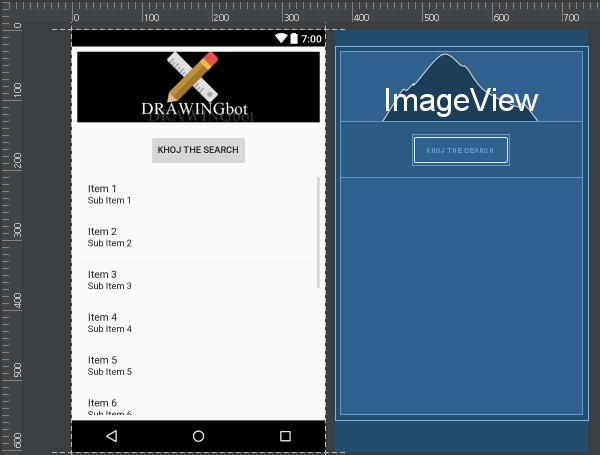 0 100 200 300 400 500 600 700
0
100
200
300
400
500
600
7:00
DRAWINGbot
DRAWINGbot
KHOJ THE SEARCH
Item 1
Sub Item 1
Item 2
Sub Item 2
Item 3
Sub Item 3
Item 4
Sub Item 4
Item 5
Sub Item 5
Item 6
Sub Item 6
ImageView
KHOJ THE SEARCH